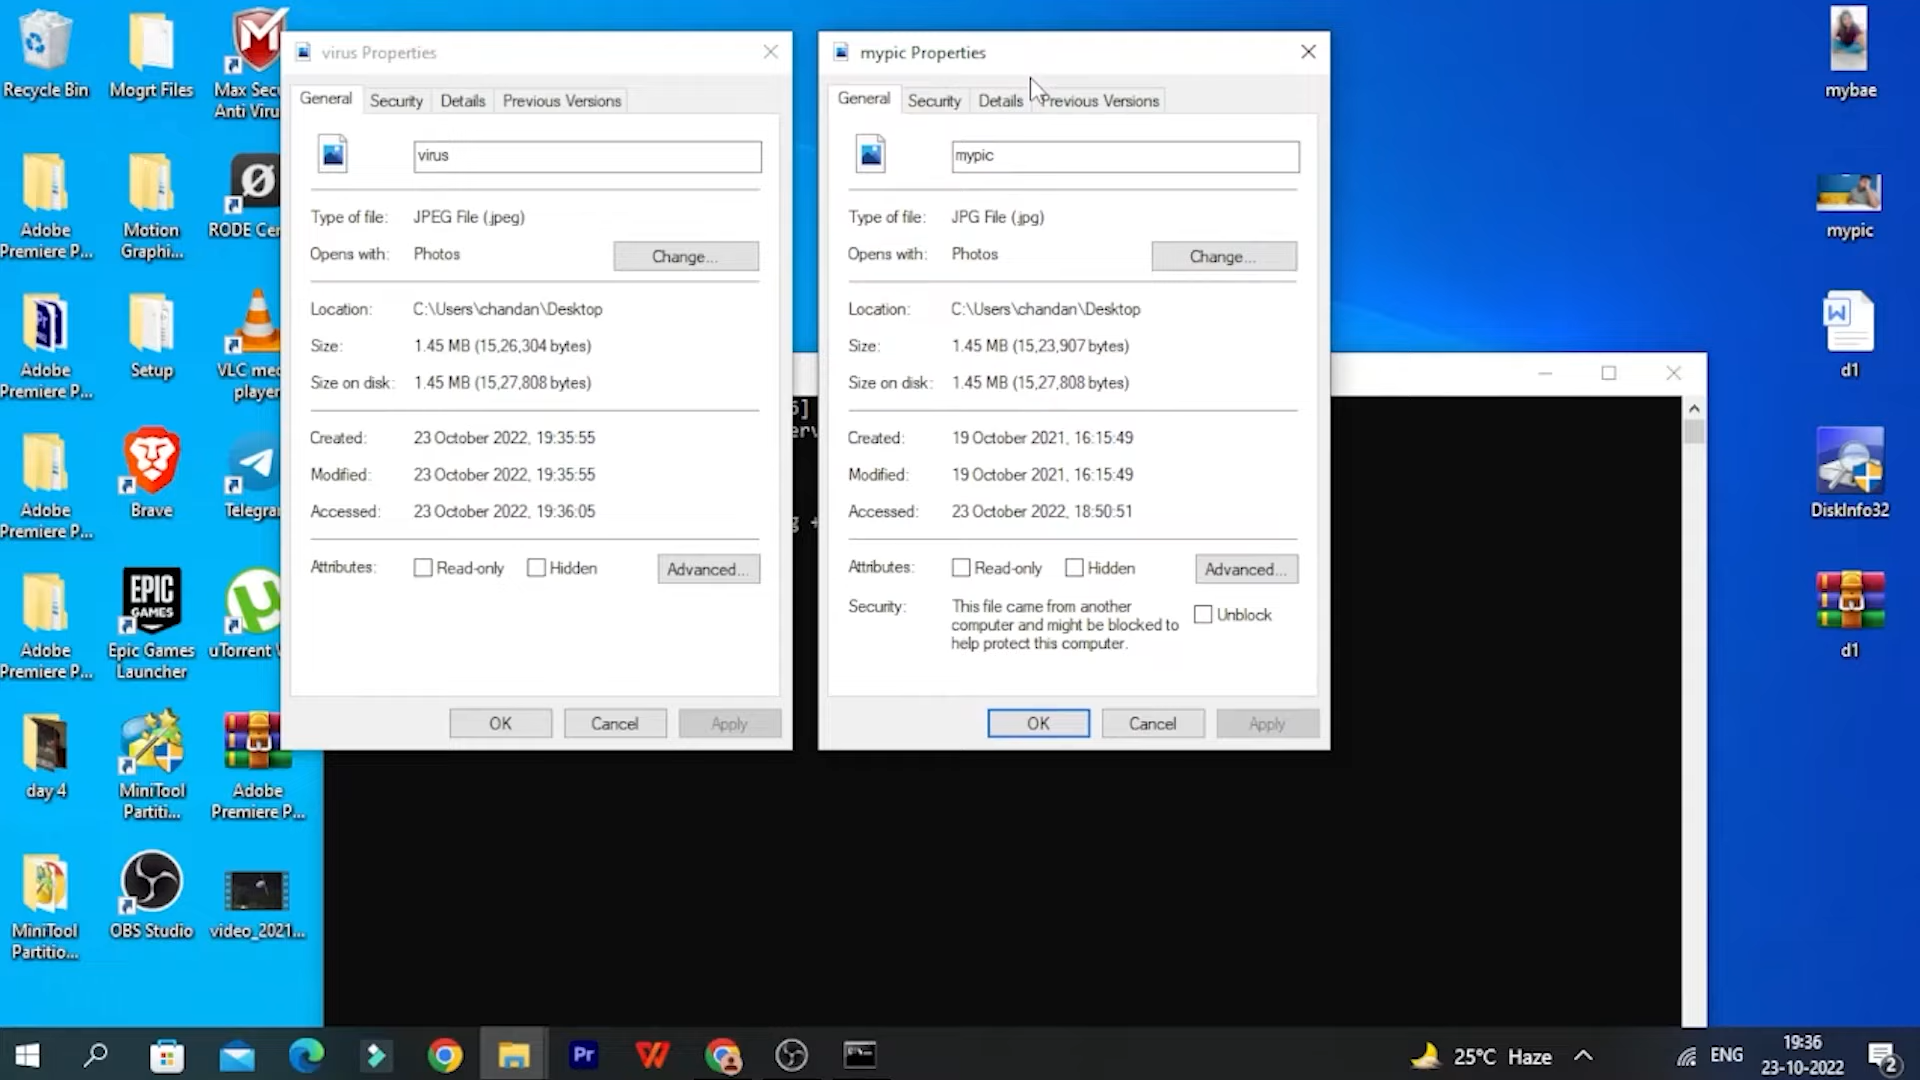 Recycle Bin
Mogrt Files
Max Secu
Anti Viru
Adobe
Premiere P...
Motion
Graphi...
RODE Cen
Adobe
Premiere P...
Setup
VLC med
player
Adobe
Premiere P...
Brave
Telegram
Adobe
Premiere P...
EPIC
GAMES
Epic Games
Launcher
uTorrent W
day 4
MiniTool
Partiti...
Adobe
Premiere P...
MiniTool
Partitio...
OBS Studio
video_2021...
virus Properties
General
Security
Details
Previous Versions
virus
Type of file: JPEG File (.jpeg)
Opens with: Photos
Change...
Location: C:\Users\chandan\Desktop
Size: 1.45 MB (15,26,304 bytes)
Size on disk: 1.45 MB (15,27,808 bytes)
Created: 23 October 2022, 19:35:55
Modified: 23 October 2022, 19:35:55
Accessed: 23 October 2022, 19:36:05
Attributes: Read-only Hidden Advanced...
OK
Cancel
Apply
mypic Properties
General
Security
Details
Previous Versions
mypic
Type of file: JPG File (.jpg)
Opens with: Photos
Change...
Location: C:\Users\chandan\Desktop
Size: 1.45 MB (15,23,907 bytes)
Size on disk: 1.45 MB (15,27,808 bytes)
Created: 19 October 2021, 16:15:49
Modified: 19 October 2021, 16:15:49
Accessed: 23 October 2022, 18:50:51
Attributes: Read-only Hidden Advanced...
Security: This file came from another
computer and might be blocked to
help protect this computer.
Unblock
OK
Cancel
Apply
mybae
mypic
d1
DiskInfo32
d1
Pr
25°C Haze
ENG
19:36
23-10-2022
2